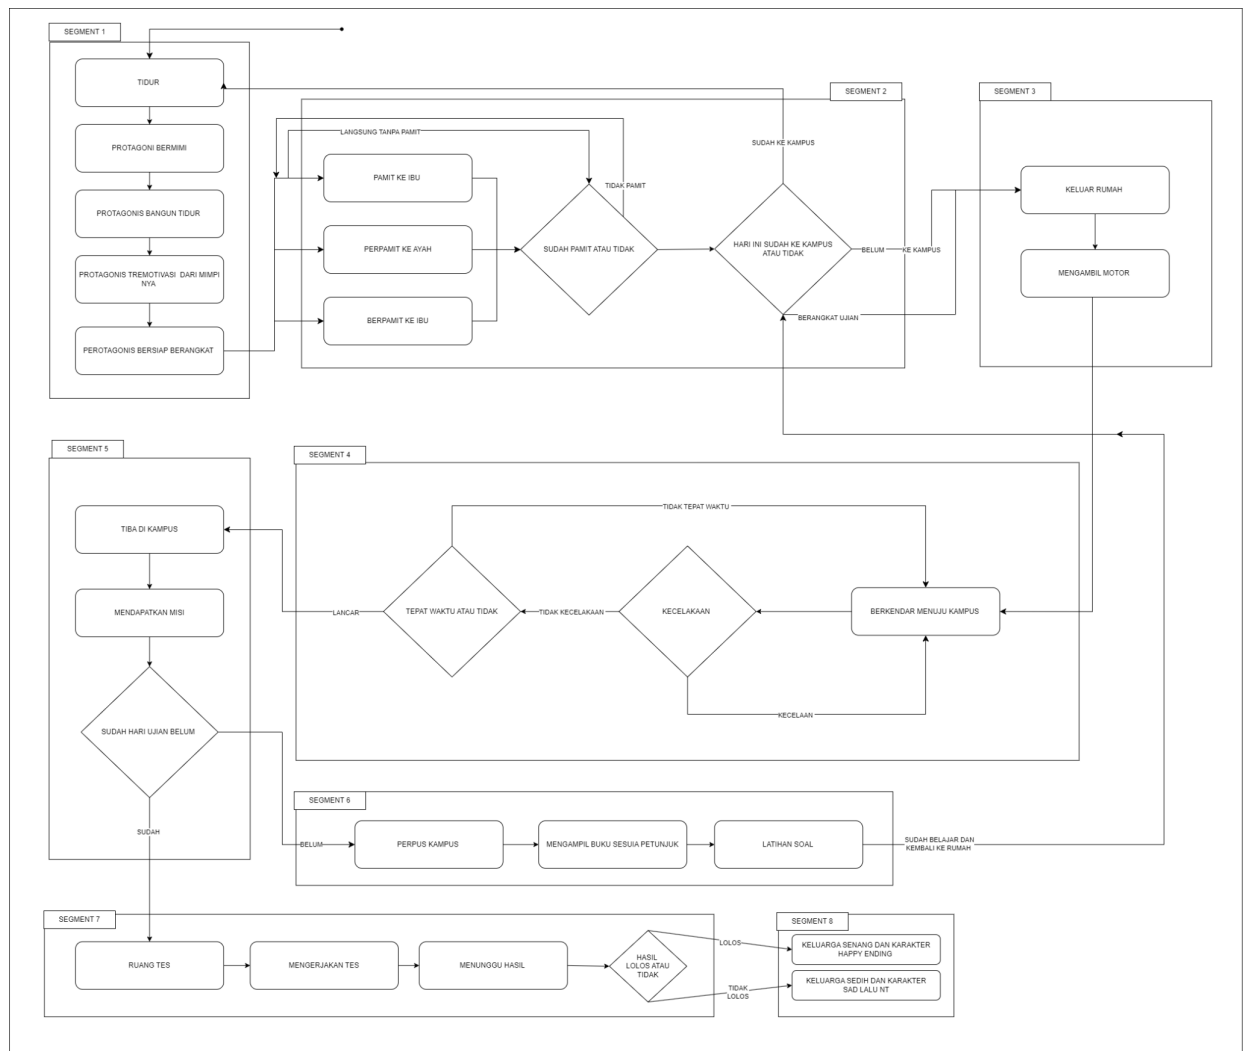 SEGMENT 1
TIDUR
PROTAGONI BERMIMI
PROTAGONIS BANGUN TIDUR
PROTAGONIS TREMOTIVASI DARI MIMPI
NYA
PEROTAGONIS BERSIAP BERANGKAT
SEGMENT 2
LANGSUNG TANPA PAMIT
SUDAH KE KAMPUS
PAMIT KE IBU
TIDAK PAMIT
PERPAMIT KE AYAH
SUDAH PAMIT ATAU TIDAK
HARI INI SUDAH KE KAMPUS
ATAU TIDAK
BELUM
KE KAMPUS
BERPAMIT KE IBU
BERANGKAT UJIAN
SEGMENT 3
KELUAR RUMAH
MENGAMBIL MOTOR
SEGMENT 5
TIBA DI KAMPUS
MENDAPATKAN MISI
SUDAH HARI UJIAN BELUM
SUDAH
SEGMENT 4
TIDAK TEPAT WAKTU
LANCAR
TEPAT WAKTU ATAU TIDAK
TIDAK KECELAKAAN
KECELAKAAN
BERKENDAR MENUJU KAMPUS
KECELAAN
SEGMENT 6
BELUM
PERPUS KAMPUS
MENGAMPIL BUKU SESUIA PETUNJUK
LATIHAN SOAL
SUDAH BELAJAR DAN
KEMBALI KE RUMAH
SEGMENT 7
RUANG TES
MENGERJAKAN TES
MENUNGGU HASIL
HASIL
LOLOS ATAU
TIDAK
LOLOS
TIDAK
LOLOS
SEGMENT 8
KELUARGA SENANG DAN KARAKTER
HAPPY ENDING
KELUARGA SEDIH DAN KARAKTER
SAD LALU NT